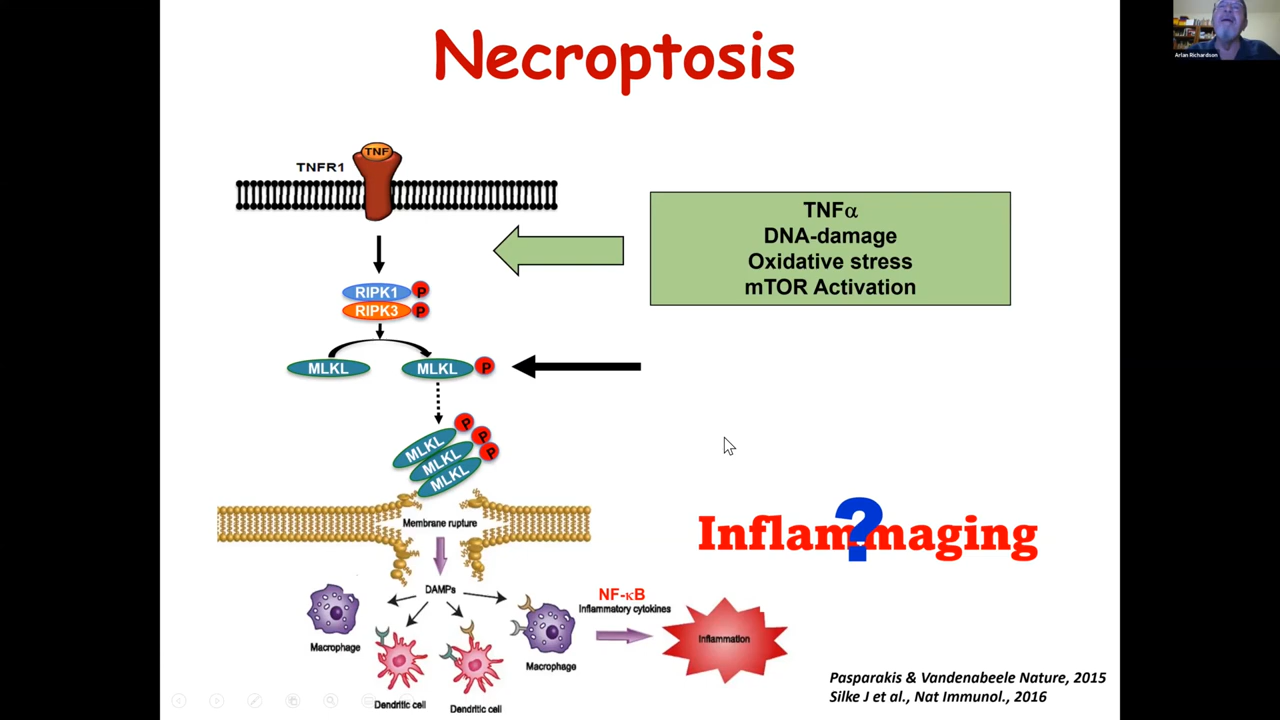 Necroptosis
Arlan Richardson
TNF
TNFR1
TNFα
DNA-damage
Oxidative stress
mTOR Activation
RIPK1 P
RIPK3 P
MLKL
MLKL P
P
P
P
MLKL
MLKL
MLKL
Membrane rupture
Inflammaging
?
DAMPs
NF-κB
Inflammatory cytokines
Macrophage
Macrophage
Inflammation
Dendritic cell
Dendritic cell
Pasparakis & Vandenabeele Nature, 2015
Silke J et al., Nat Immunol., 2016